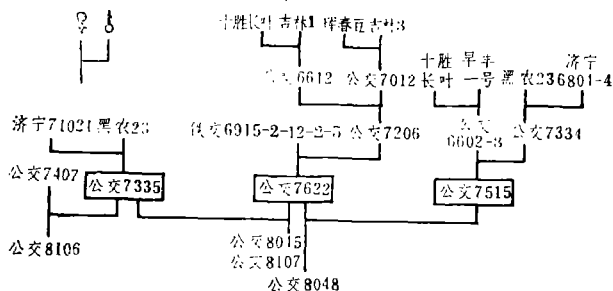 ♀ ♂
十胜长叶 吉林1 珲春豆 吉林3
6612 公交7012
十胜长叶 早丰一号 黑农23 济宁6801-4
济宁71021 黑农23 铁交6915-2-12-2-5 公交7206
6602-3 公交7334
公交7407 公交7335 公交7622 公交7515
公交8106
公交8015
公交8107
公交8048